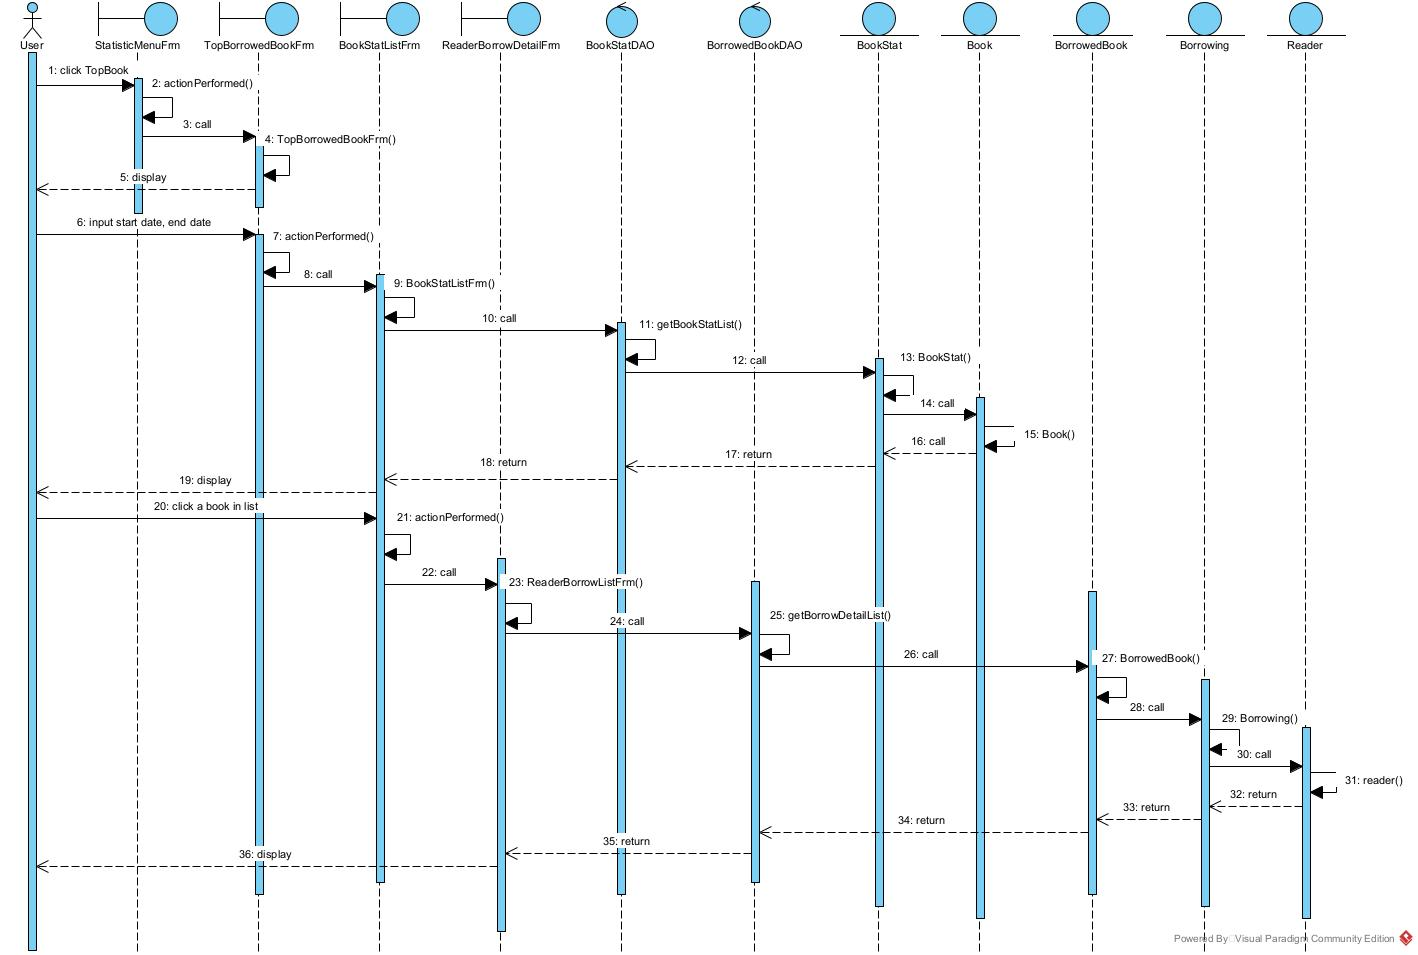 User
StatisticMenuFrm
TopBorrowedBookFrm
BookStatListFrm
ReaderBorrowDetailFrm
BookStatDAO
BorrowedBookDAO
BookStat
Book
BorrowedBook
Borrowing
Reader
1: click TopBook
2: actionPerformed()
3: call
4: TopBorrowedBookFrm()
5: display
6: input start date, end date
7: actionPerformed()
8: call
9: BookStatListFrm()
10: call
11: getBookStatList()
12: call
13: BookStat()
14: call
15: Book()
16: call
17: return
18: return
19: display
20: click a book in list
21: actionPerformed()
22: call
23: ReaderBorrowListFrm()
24: call
25: getBorrowDetailList()
26: call
27: BorrowedBook()
28: call
29: Borrowing()
30: call
31: reader()
32: return
33: return
34: return
35: return
36: display
Powered By Visual Paradigm Community Edition